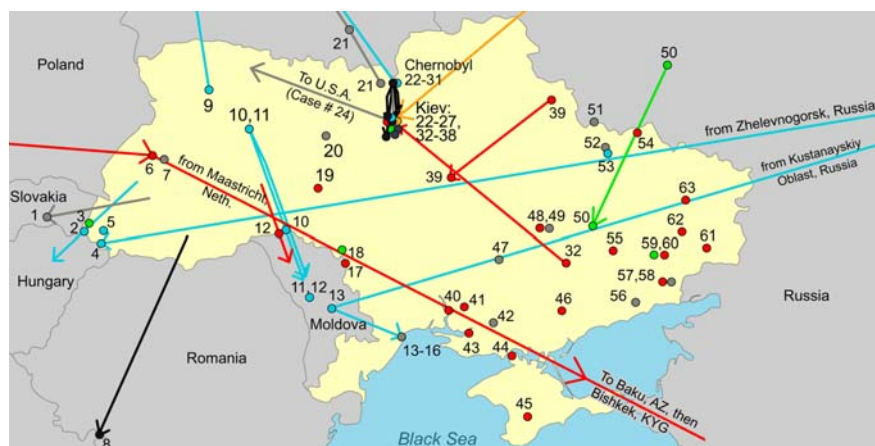 21
21
Chernobyl
22-31
50
Poland
To U.S.A.
(Case # 24)
9
10,11
Kiev:
22-27,
32-38
39
51
54
from Zhelevnogorsk, Russia
20
52
53
6
7
from Maastricht,
Neth.
19
39
from Kustanayskiy
Oblast, Russia
Slovakia
1
3
2
5
4
12
10
63
48
49
50
62
61
18
17
47
32
55
59,60
Hungary
11,12
13
57,58
56
Russia
Moldova
40
41
42
46
43
44
13-16
Romania
To Baku, AZ, then
Bishkek, KYG
45
8
Black Sea